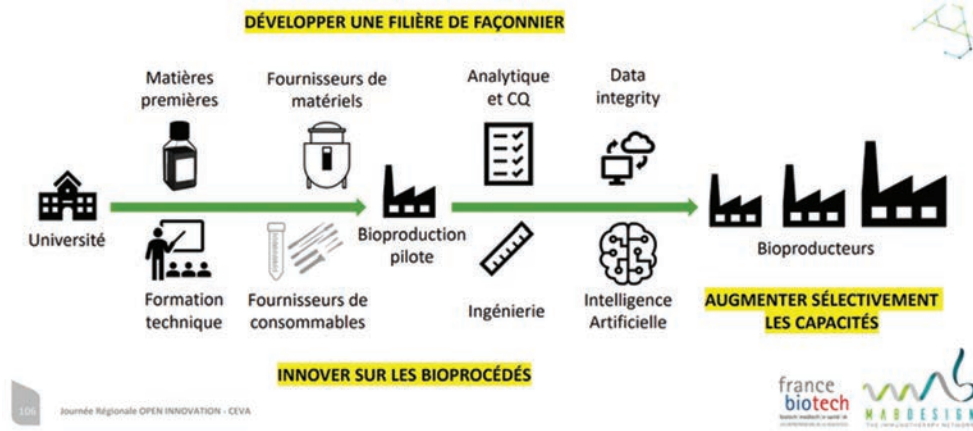 DÉVELOPPER UNE FILIÈRE DE FAÇONNIER
Matières
premières
Fournisseurs de
matériels
Analytique
et CQ
Data
integrity
Université
Bioproduction
pilote
Bioproducteurs
Formation
technique
Fournisseurs de
consommables
Ingénierie
Intelligence
Artificielle
AUGMENTER SÉLECTIVEMENT
LES CAPACITÉS
INNOVER SUR LES BIOPROCÉDÉS
106
Journée Régionale OPEN INNOVATION - CEVA
france
biotech
MABDESIGN
THE IMMUNOTHERAPY NETWORK